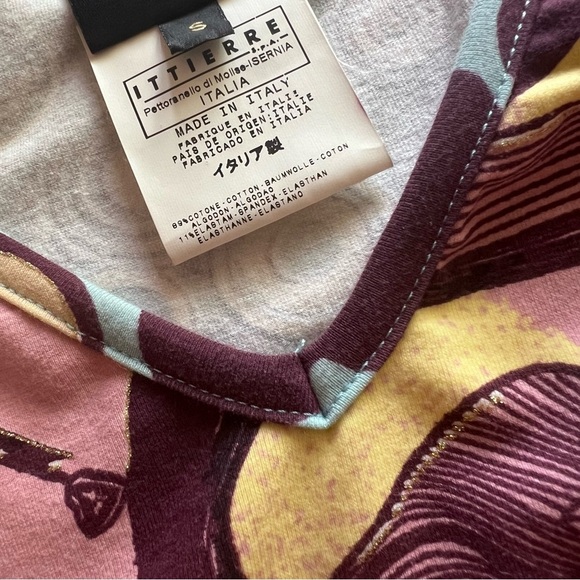 S
ITTIERRE
S.P.A.
Pettoranello di Molise-ISERNIA
ITALIA
MADE IN ITALY
FABRIQUE EN ITALIE
PAIS DE ORIGEN:ITALIE
FABRICADO EN ITALIA
イタリア製
89%COTONE-COTTON-BAUMWOLLE-COTON
ALGODON-ALGODAO
11%ELASTAM-SPANDEX-ELASTHAN
ELASTHANNE-ELASTANO